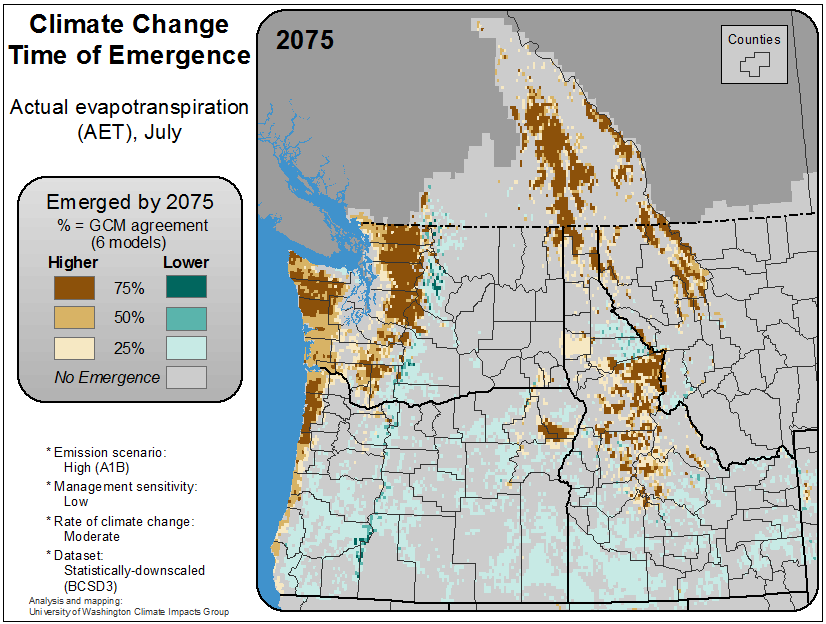 Climate Change
Time of Emergence
Actual evapotranspiration
(AET), July
Emerged by 2075
% = GCM agreement
(6 models)
Higher Lower
75%
50%
25%
No Emergence
* Emission scenario:
High (A1B)
* Management sensitivity:
Low
* Rate of climate change:
Moderate
* Dataset:
Statistically-downscaled
(BCSD3)
Analysis and mapping:
University of Washington Climate Impacts Group
2075
Counties